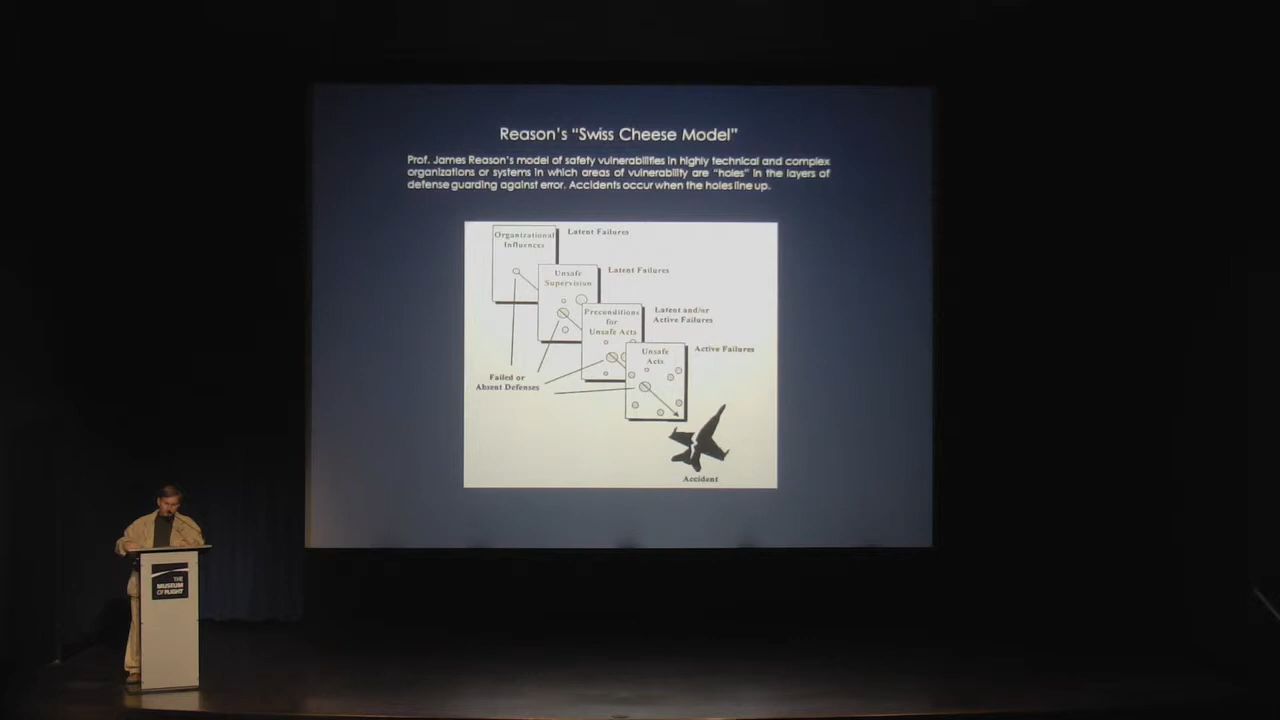 Reason's "Swiss Cheese Model"
Prof. James Reason's model of safety vulnerabilities in highly technical and complex
organizations or systems in which areas of vulnerability are "holes" in the layers of
defense guarding against error. Accidents occur when the holes line up.
Organizational
Influences
Latent Failures
Unsafe
Supervision
Latent Failures
Preconditions
for
Unsafe Acts
Latent and/or
Active Failures
Unsafe
Acts
Active Failures
Failed or
Absent Defenses
Accident
THE
MUSEUM
OF FLIGHT